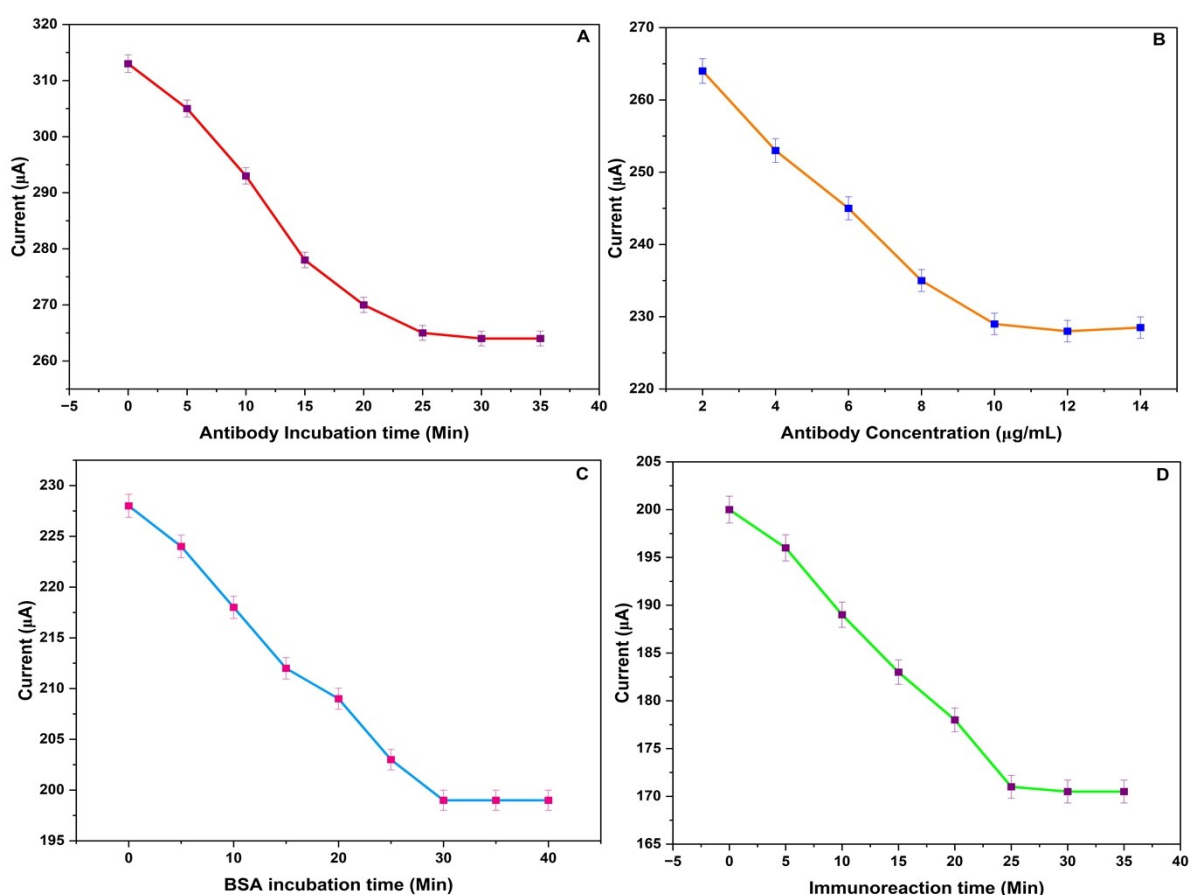 A
Current (μA)
320
310
300
290
280
270
260
−5 0 5 10 15 20 25 30 35 40
Antibody Incubation time (Min)
B
Current (μA)
270
260
250
240
230
220
2 4 6 8 10 12 14
Antibody Concentration (μg/mL)
C
Current (μA)
230
225
220
215
210
205
200
195
0 10 20 30 40
BSA incubation time (Min)
D
Current (μA)
205
200
195
190
185
180
175
170
165
−5 0 5 10 15 20 25 30 35 40
Immunoreaction time (Min)